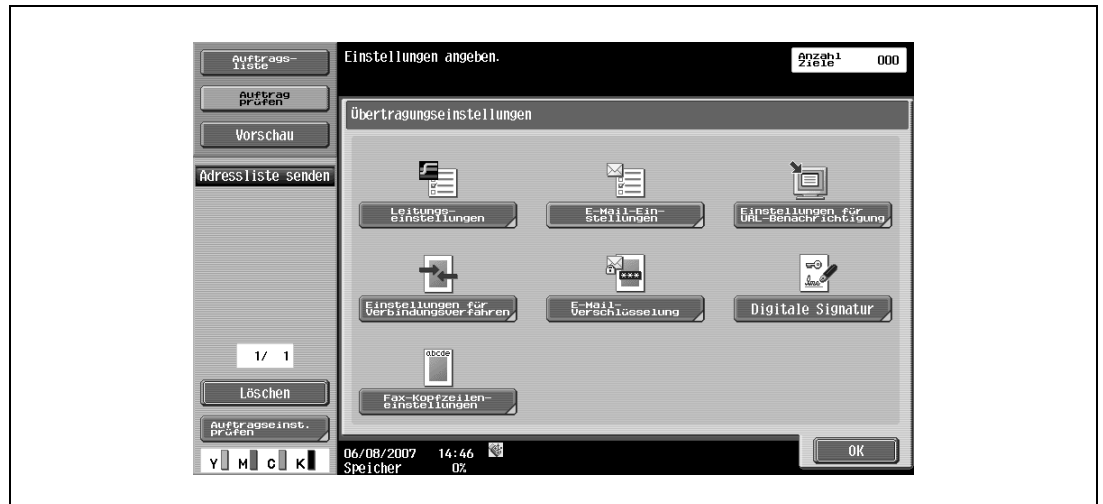 Auftrags-
liste
Auftrag
prüfen
Vorschau
Adressliste senden
1/ 1
Löschen
Auftragseinst.
prüfen
Y M C K
Einstellungen angeben.
Anzahl
Ziele 000
Übertragungseinstellungen
Leitungs-
einstellungen
E-Mail-Ein-
stellungen
Einstellungen für
URL-Benachrichtigung
Einstellungen für
Verbindungsverfahren
E-Mail-
Verschlüsselung
Digitale Signatur
abcde
Fax-Kopfzeilen-
einstellungen
06/08/2007 14:46
Speicher 0%
OK